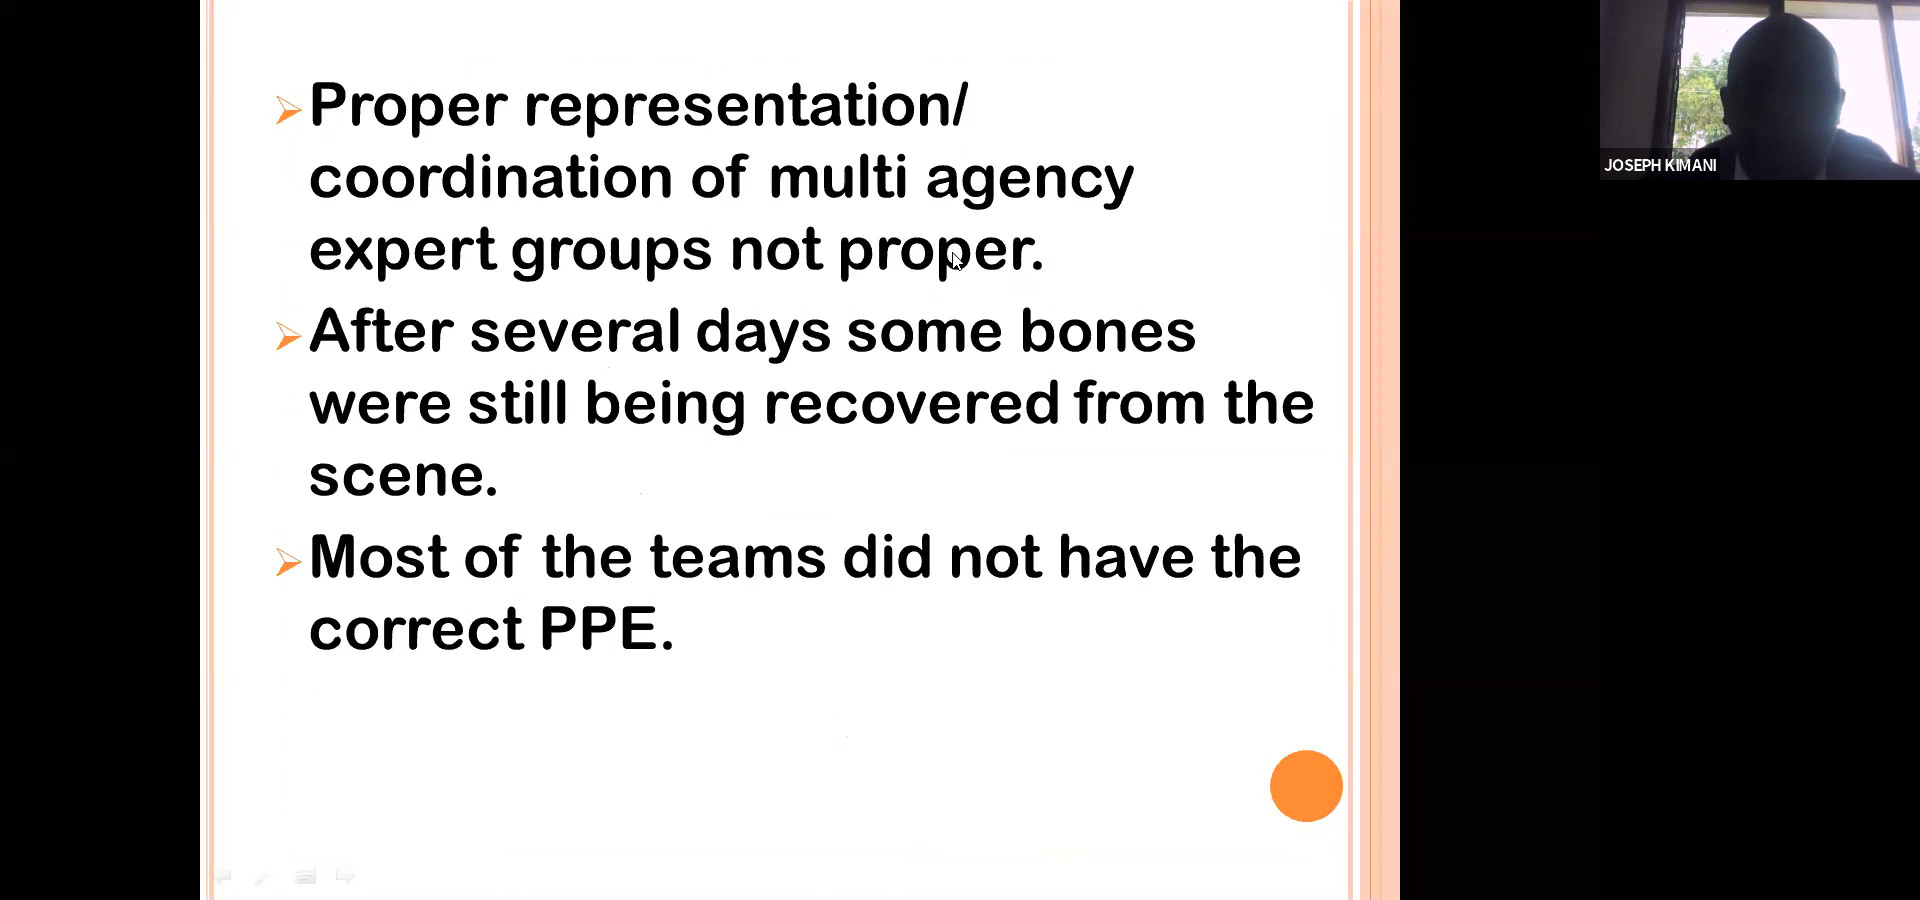 Proper representation/
coordination of multi agency
expert groups not proper.
After several days some bones
were still being recovered from the
scene.
Most of the teams did not have the
correct PPE.
JOSEPH KIMANI